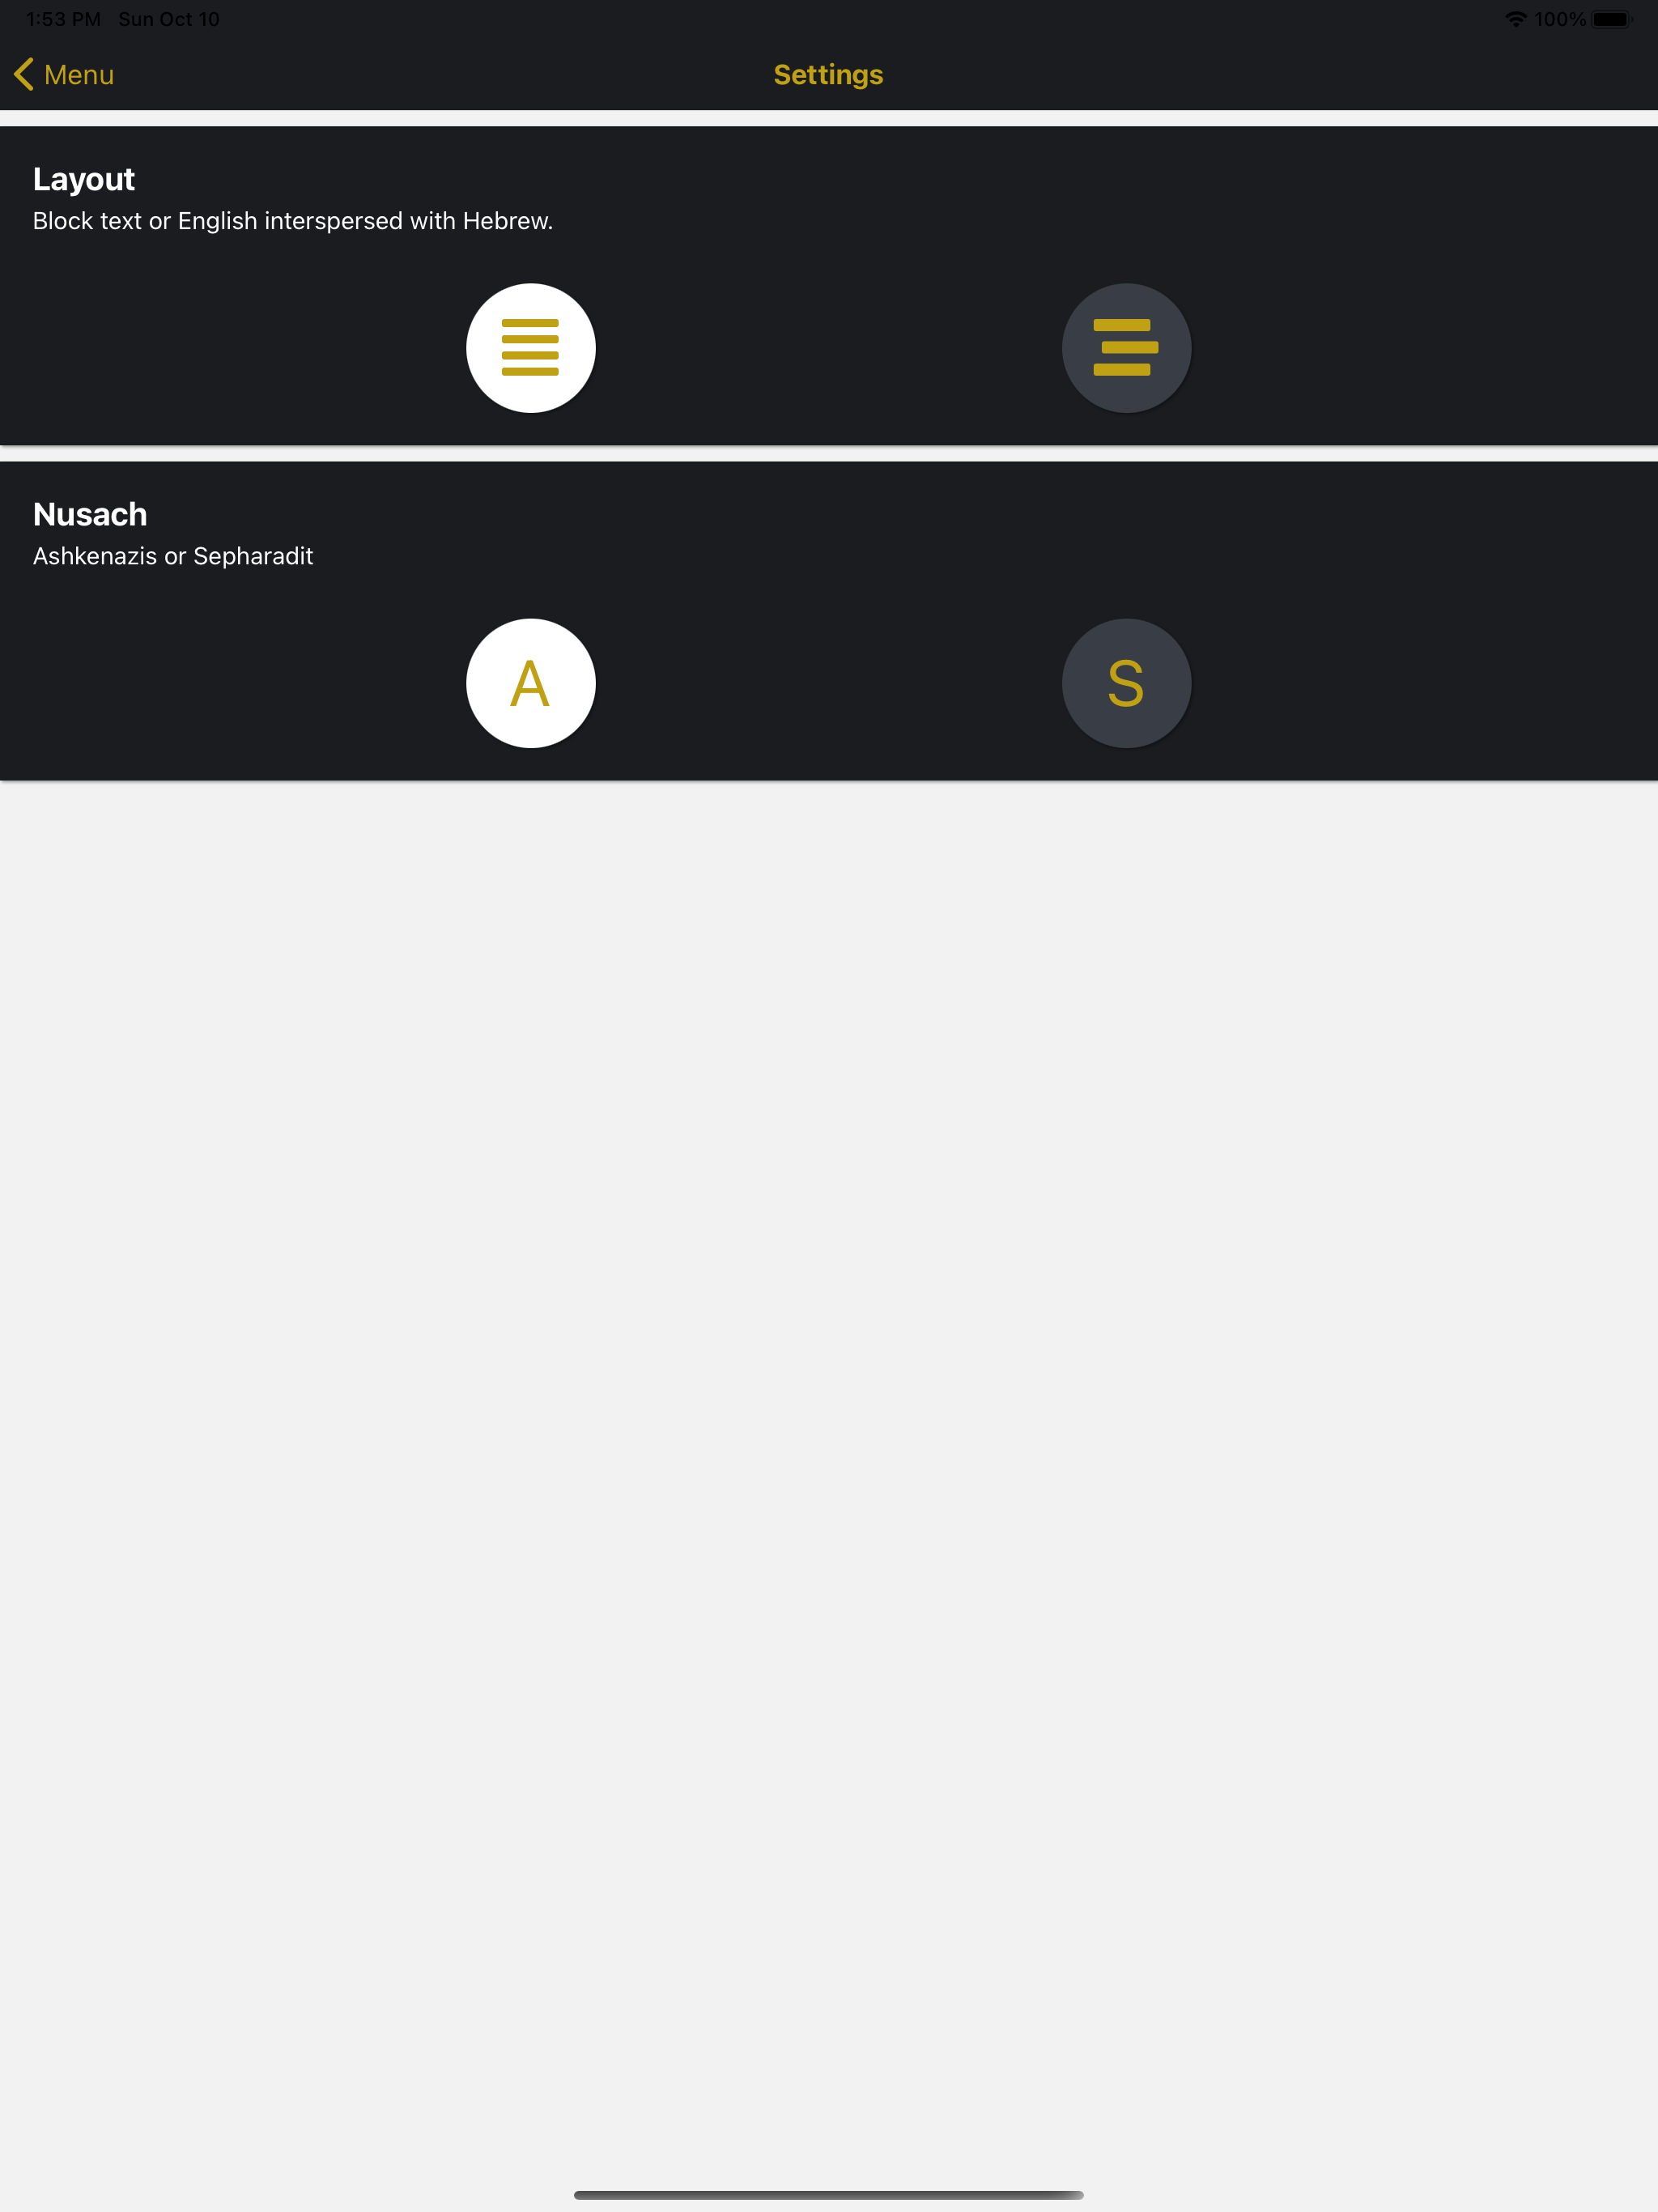 1:53 PM Sun Oct 10 100%
Menu Settings
Layout
Block text or English interspersed with Hebrew.
Nusach
Ashkenazis or Sepharadit
A S